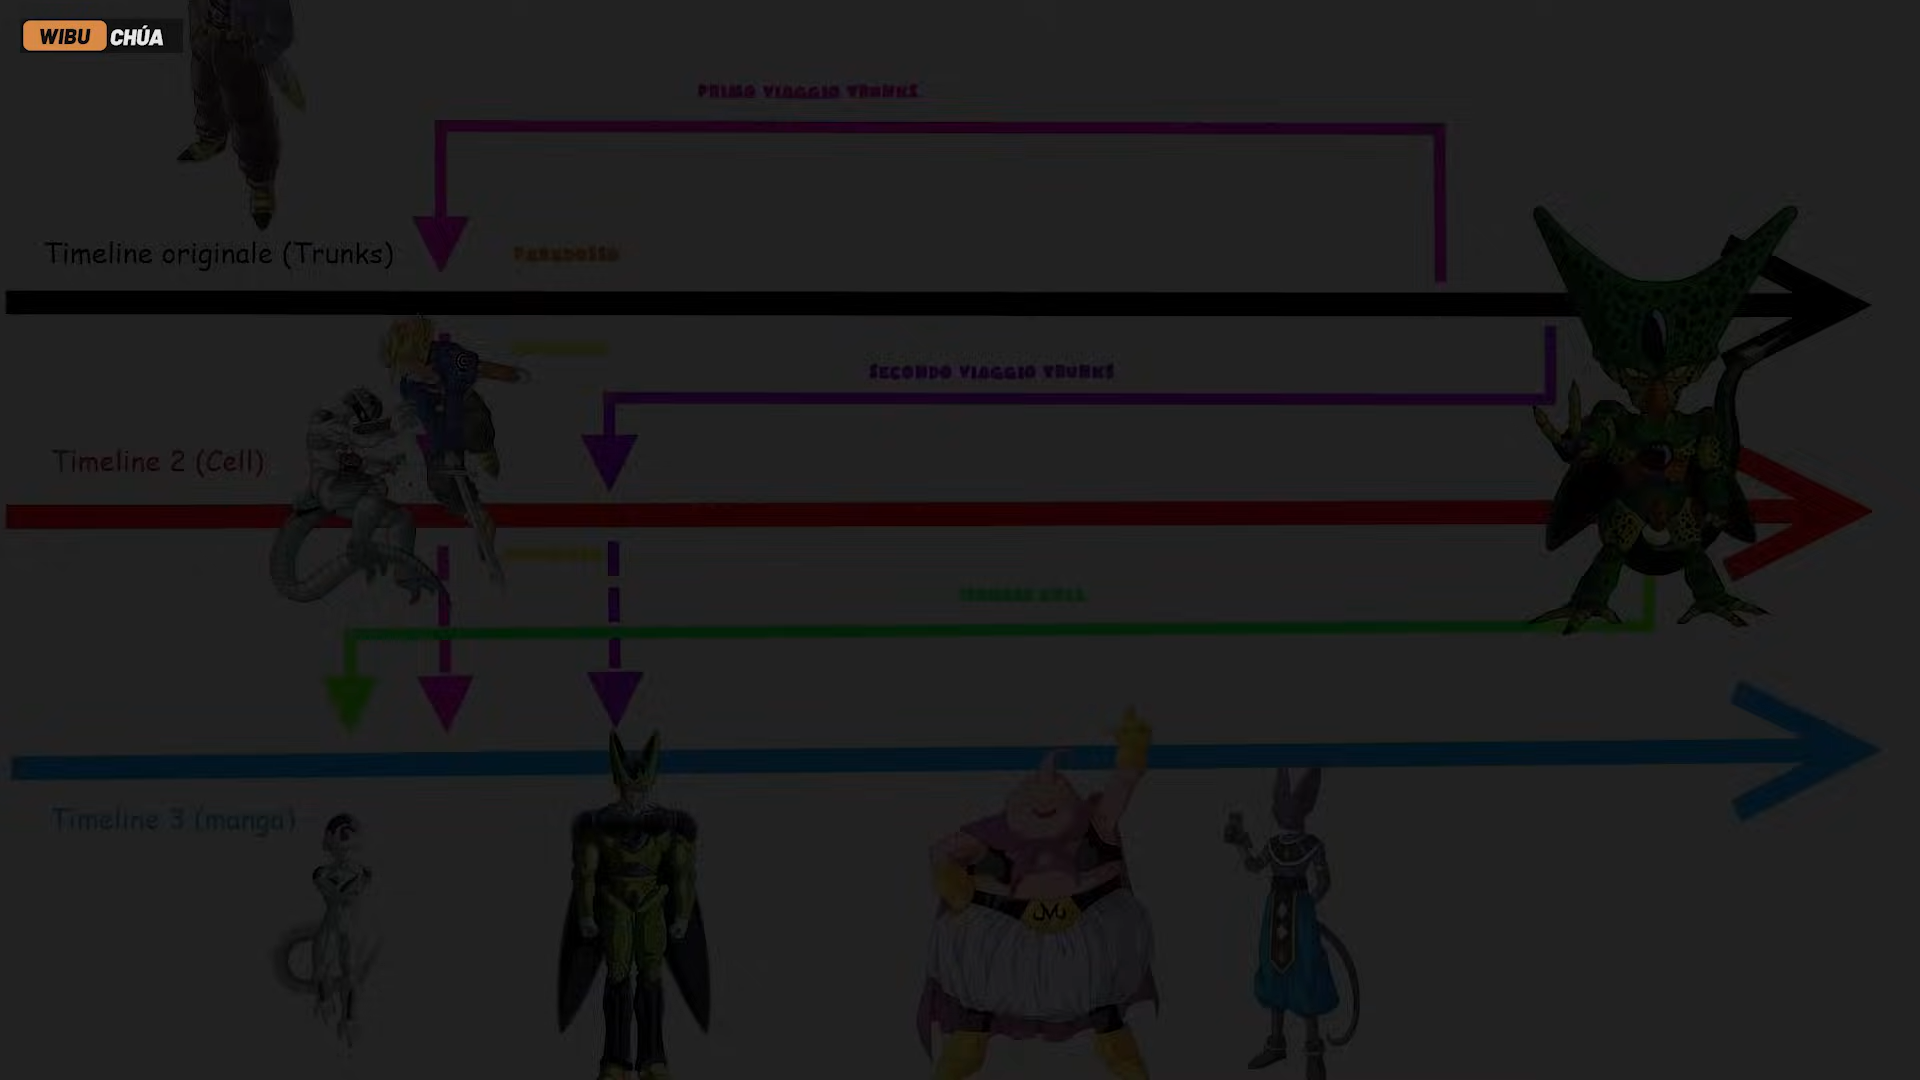 WIBU CHÚA
PRIMO VIAGGIO TRUNKS
Timeline originale (Trunks)
PARADOSSO
SECONDO VIAGGIO TRUNKS
Timeline 2 (Cell)
Timeline 3 (manga)